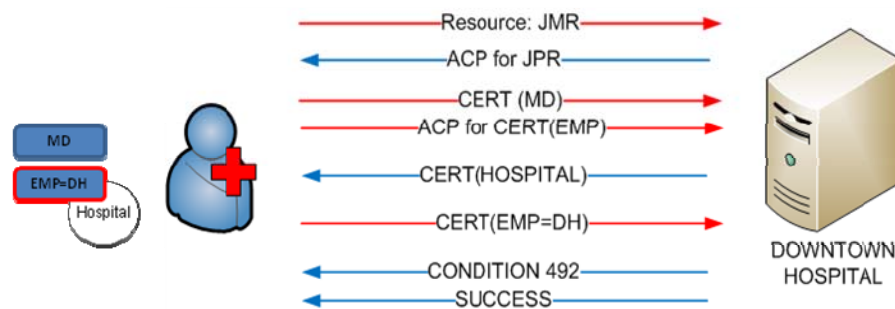 Resource: JMR
ACP for JPR
CERT (MD)
ACP for CERT(EMP)
CERT(HOSPITAL)
CERT(EMP=DH)
CONDITION 492
SUCCESS
MD
EMP=DH
Hospital
DOWNTOWN
HOSPITAL